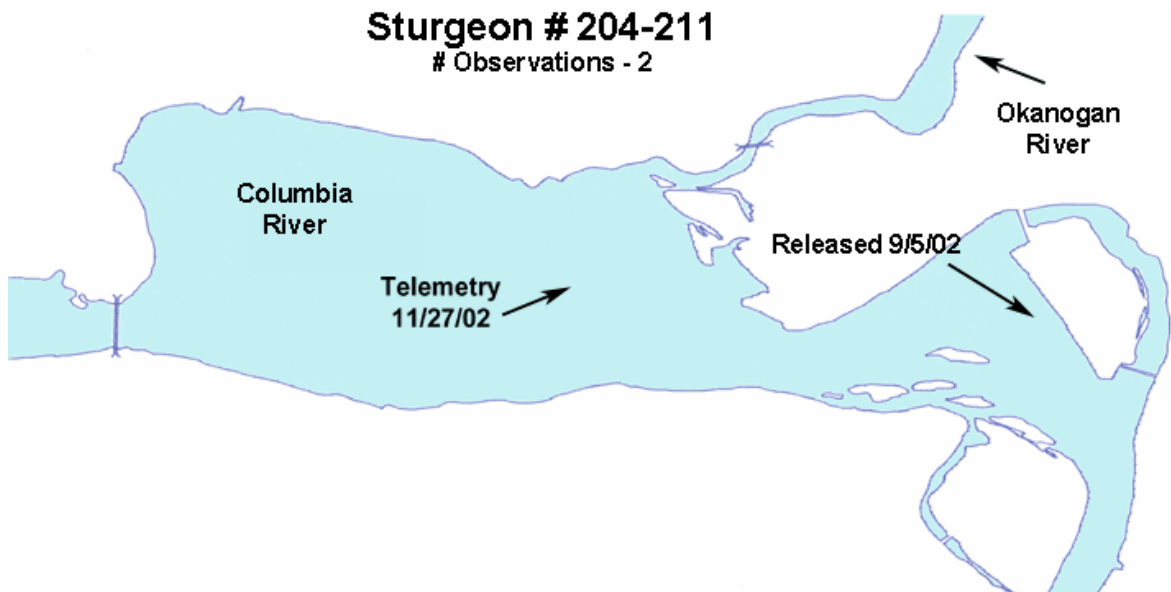 Sturgeon # 204-211
# Observations - 2
Okanogan
River
Columbia
River
Released 9/5/02
Telemetry
11/27/02